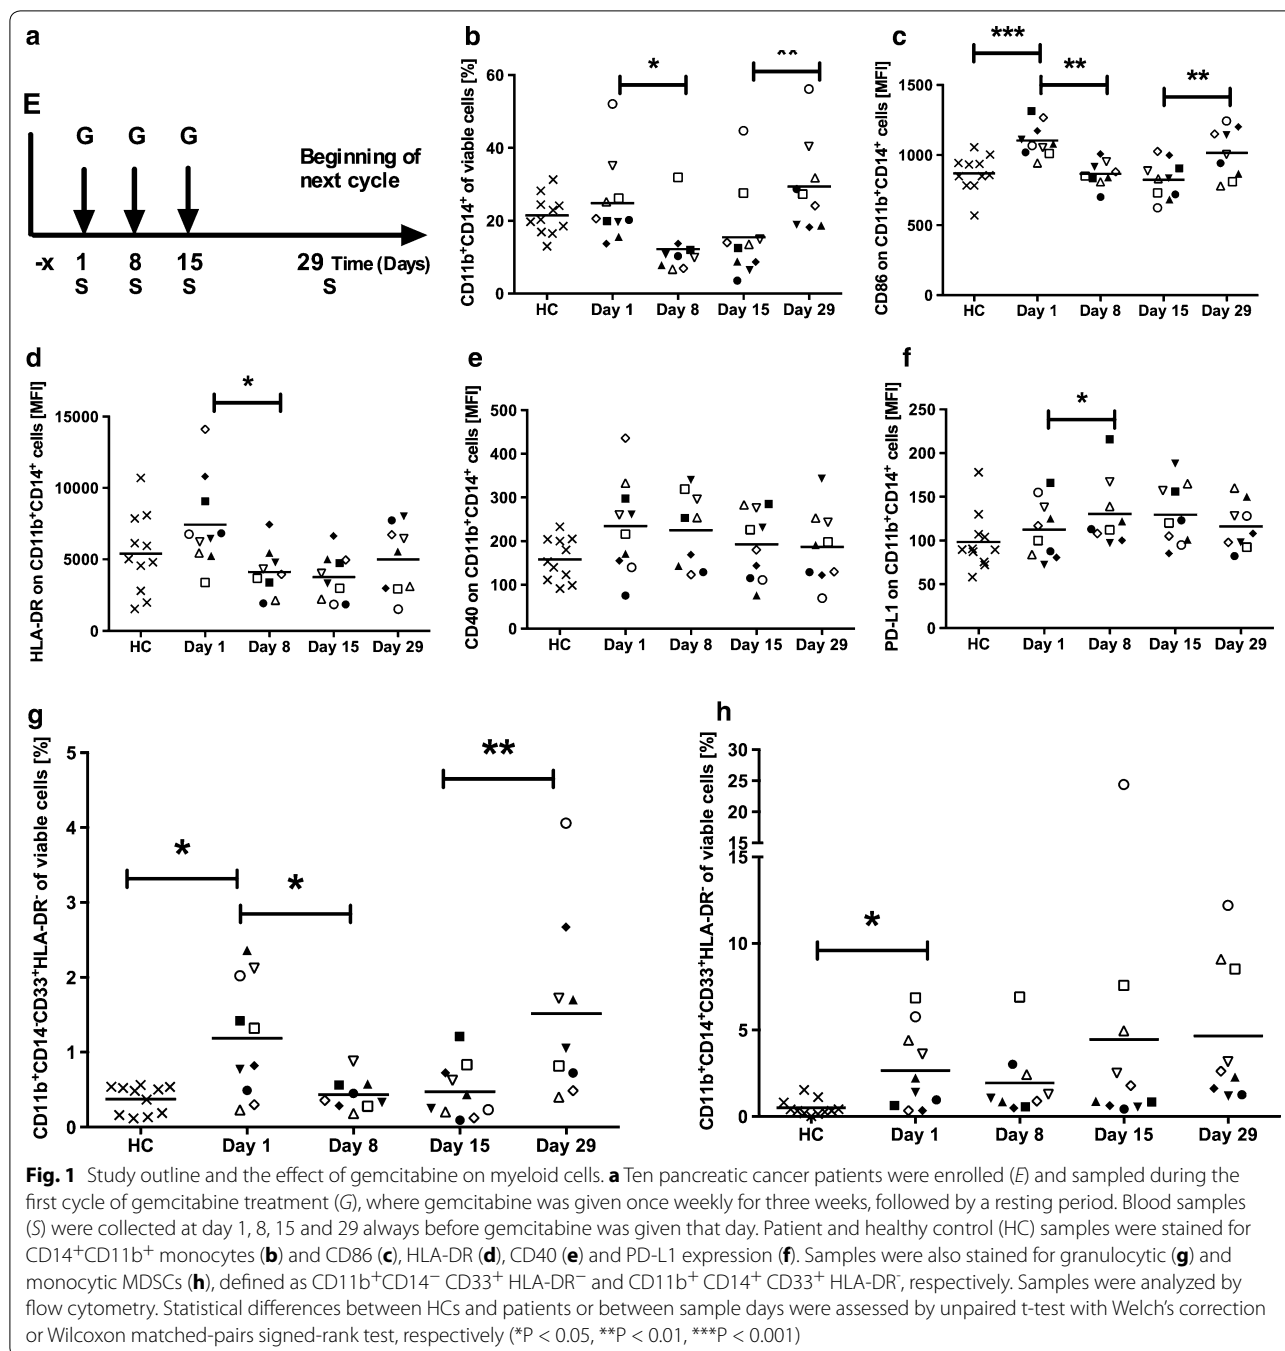 a
E
G G G
Beginning of
next cycle
-x 1 8 15 29 Time (Days)
S S S S
b
CD11b⁺CD14⁺ of viable cells [%]
60
40
20
0
* **
HC Day 1 Day 8 Day 15 Day 29
c
CD86 on CD11b⁺CD14⁺ cells [MFI]
1500
1000
500
0
*** ** **
HC Day 1 Day 8 Day 15 Day 29
d
HLA-DR on CD11b⁺CD14⁺ cells [MFI]
15000
10000
5000
0
*
HC Day 1 Day 8 Day 15 Day 29
e
CD40 on CD11b⁺CD14⁺ cells [MFI]
500
400
300
200
100
0
HC Day 1 Day 8 Day 15 Day 29
f
PD-L1 on CD11b⁺CD14⁺ cells [MFI]
250
200
150
100
50
0
*
HC Day 1 Day 8 Day 15 Day 29
g
CD11b⁺CD14⁻CD33⁺HLA-DR⁻ of viable cells [%]
5
4
3
2
1
0
* * **
HC Day 1 Day 8 Day 15 Day 29
h
CD11b⁺CD14⁺CD33⁺HLA-DR⁻ of viable cells [%]
30
25
20
15
15
10
5
0
*
HC Day 1 Day 8 Day 15 Day 29
Fig. 1 Study outline and the effect of gemcitabine on myeloid cells. a Ten pancreatic cancer patients were enrolled (E) and sampled during the
first cycle of gemcitabine treatment (G), where gemcitabine was given once weekly for three weeks, followed by a resting period. Blood samples
(S) were collected at day 1, 8, 15 and 29 always before gemcitabine was given that day. Patient and healthy control (HC) samples were stained for
CD14⁺CD11b⁺ monocytes (b) and CD86 (c), HLA-DR (d), CD40 (e) and PD-L1 expression (f). Samples were also stained for granulocytic (g) and
monocytic MDSCs (h), defined as CD11b⁺CD14⁻ CD33⁺ HLA-DR⁻ and CD11b⁺ CD14⁺ CD33⁺ HLA-DR⁻, respectively. Samples were analyzed by
flow cytometry. Statistical differences between HCs and patients or between sample days were assessed by unpaired t-test with Welch's correction
or Wilcoxon matched-pairs signed-rank test, respectively (*P < 0.05, **P < 0.01, ***P < 0.001)